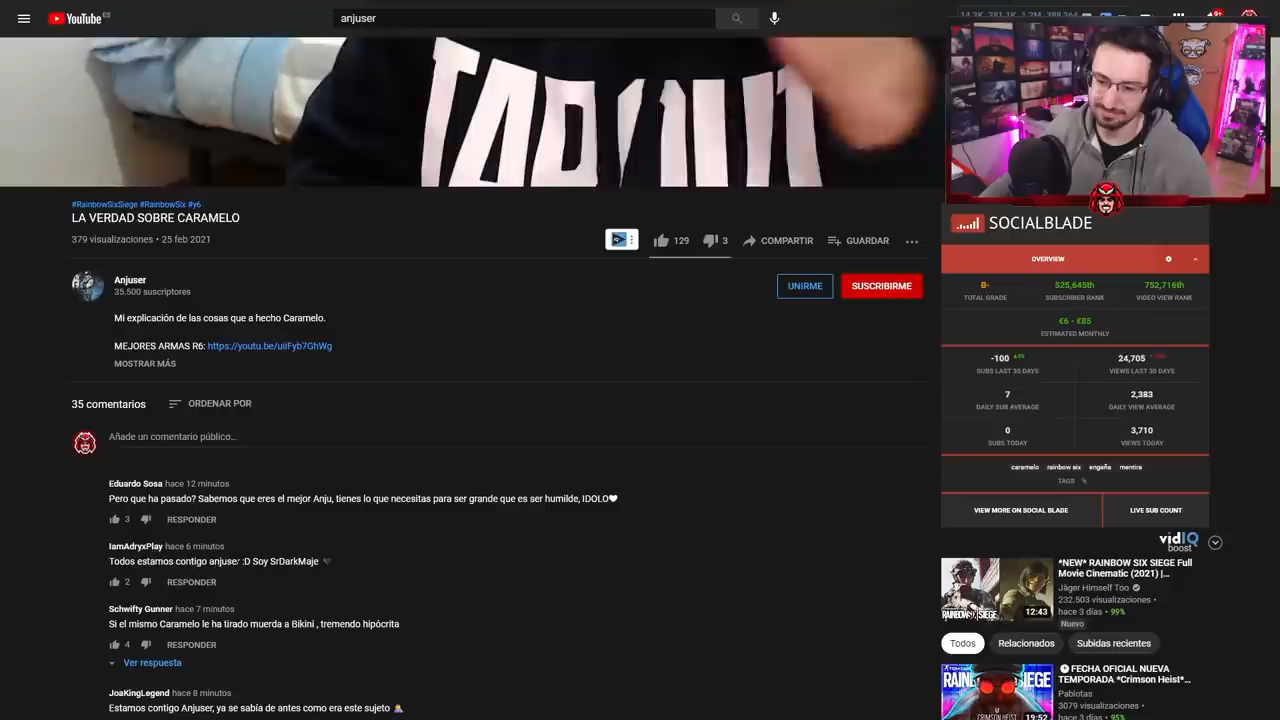 YouTube ES
anjuser
9+
#RainbowSixSiege #RainbowSix #y6
LA VERDAD SOBRE CARAMELO
379 visualizaciones • 25 feb 2021
129
3
COMPARTIR
GUARDAR
Anjuser
35.500 suscriptores
UNIRME
SUSCRIBIRME
Mi explicación de las cosas que a hecho Caramelo.
MEJORES ARMAS R6: https://youtu.be/uiiFyb7GhWg
MOSTRAR MÁS
35 comentarios
ORDENAR POR
Añade un comentario público...
Eduardo Sosa hace 12 minutos
Pero que ha pasado? Sabemos que eres el mejor Anju, tienes lo que necesitas para ser grande que es ser humilde, IDOLO🤍
3
RESPONDER
IamAdryxPlay hace 6 minutos
Todos estamos contigo anjuser :D Soy SrDarkMaje
2
RESPONDER
Schwifty Gunner hace 7 minutos
Si el mismo Caramelo le ha tirado muerda a Bikini , tremendo hipócrita
4
RESPONDER
Ver respuesta
JoaKingLegend hace 8 minutos
Estamos contigo Anjuser, ya se sabía de antes como era este sujeto
SOCIALBLADE
OVERVIEW
B-
525,645th
752,716th
TOTAL GRADE
SUBSCRIBER RANK
VIDEO VIEW RANK
€6 - €85
ESTIMATED MONTHLY
-100
24,705
SUBS LAST 30 DAYS
VIEWS LAST 30 DAYS
7
2,383
DAILY SUB AVERAGE
DAILY VIEW AVERAGE
0
3,710
SUBS TODAY
VIEWS TODAY
caramelo rainbow six engaña mentira
TAGS
VIEW MORE ON SOCIAL BLADE
LIVE SUB COUNT
vidIQ
boost
*NEW* RAINBOW SIX SIEGE Full
Movie Cinematic (2021) |...
Jäger Himself Too
232.503 visualizaciones •
hace 3 días • 99%
Nuevo
RAINBOW SIEGE
12:43
Todos
Relacionados
Subidas recientes
FECHA OFICIAL NUEVA
TEMPORADA *Crimson Heist*...
Pablotas
3079 visualizaciones •
hace 3 días • 95%
CRIMSON HEIST
19:52